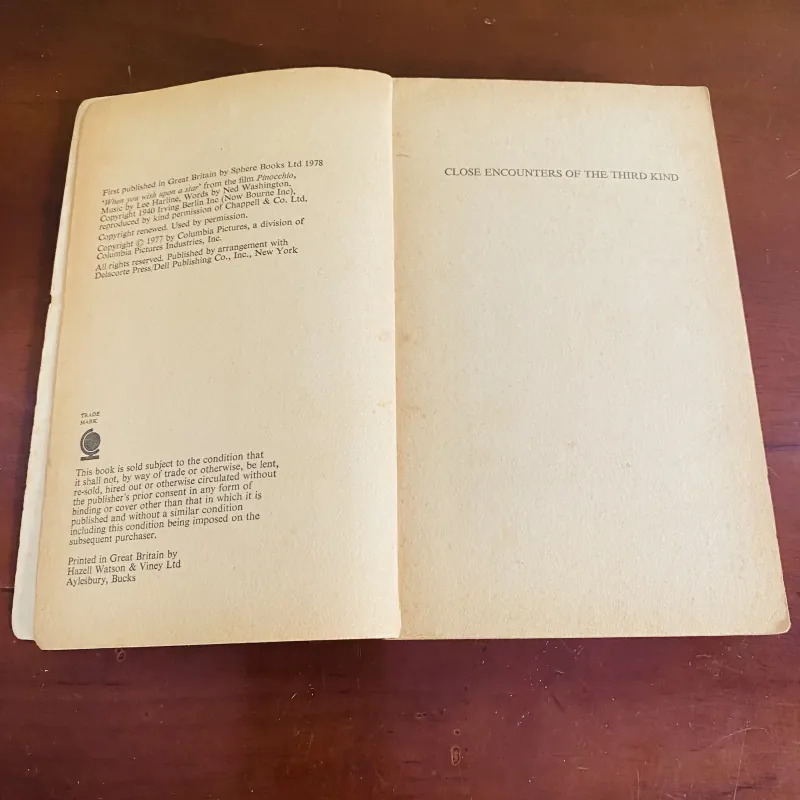 First published in Great Britain by Sphere Books Ltd 1978
'When you wish upon a star' from the film Pinocchio,
Music by Lee Harline, Words by Ned Washington,
Copyright 1940 Irving Berlin Inc (Now Bourne Inc),
reproduced by kind permission of Chappell & Co. Ltd,
Copyright renewed. Used by permission.
Copyright © 1977 by Columbia Pictures, a division of
Columbia Pictures Industries, Inc.
All rights reserved. Published by arrangement with
Delacorte Press/Dell Publishing Co., Inc., New York
TRADE
MARK
This book is sold subject to the condition that
it shall not, by way of trade or otherwise, be lent,
re-sold, hired out or otherwise circulated without
the publisher's prior consent in any form of
binding or cover other than that in which it is
published and without a similar condition
including this condition being imposed on the
subsequent purchaser.
Printed in Great Britain by
Hazell Watson & Viney Ltd
Aylesbury, Bucks
CLOSE ENCOUNTERS OF THE THIRD KIND